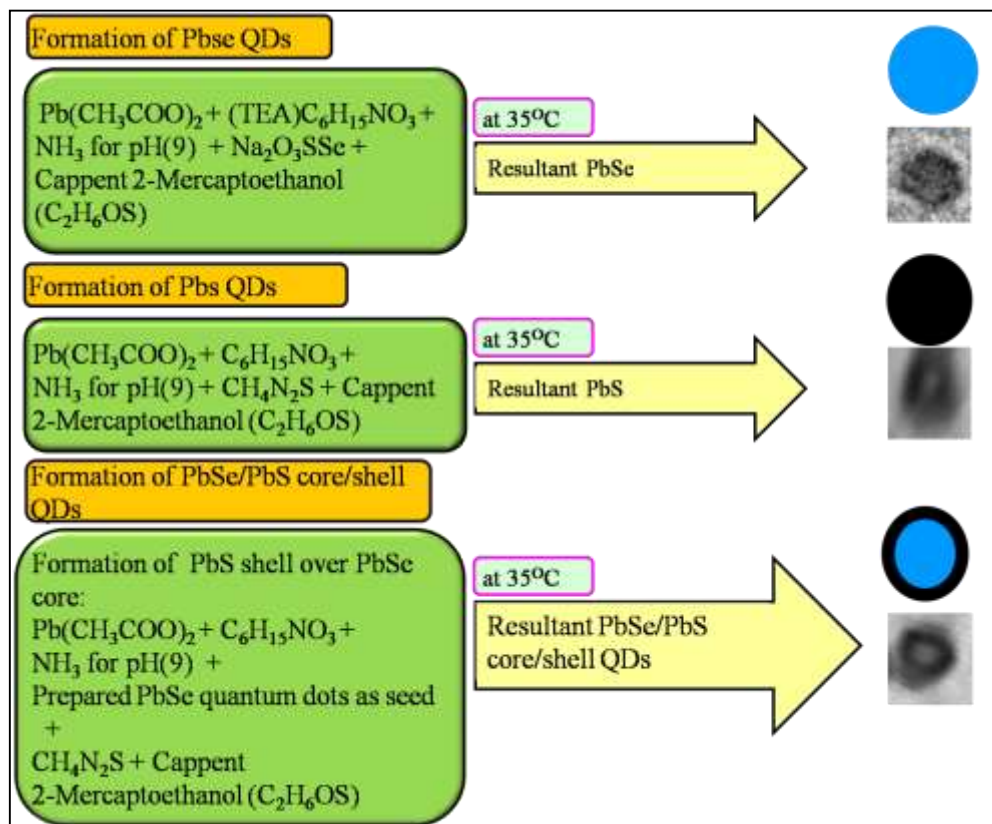 Formation of Pbse QDs
Pb(CH₃COO)₂ + (TEA)C₆H₁₅NO₃ +
NH₃ for pH(9) + Na₂O₃SSe +
Cappent 2-Mercaptoethanol
(C₂H₆OS)
at 35⁰C
Resultant PbSe
Formation of Pbs QDs
Pb(CH₃COO)₂ + C₆H₁₅NO₃ +
NH₃ for pH(9) + CH₄N₂S + Cappent
2-Mercaptoethanol (C₂H₆OS)
at 35⁰C
Resultant PbS
Formation of PbSe/PbS core/shell
QDs
Formation of PbS shell over PbSe
core:
Pb(CH₃COO)₂ + C₆H₁₅NO₃ +
NH₃ for pH(9) +
Prepared PbSe quantum dots as seed
+
CH₄N₂S + Cappent
2-Mercaptoethanol (C₂H₆OS)
at 35⁰C
Resultant PbSe/PbS
core/shell QDs